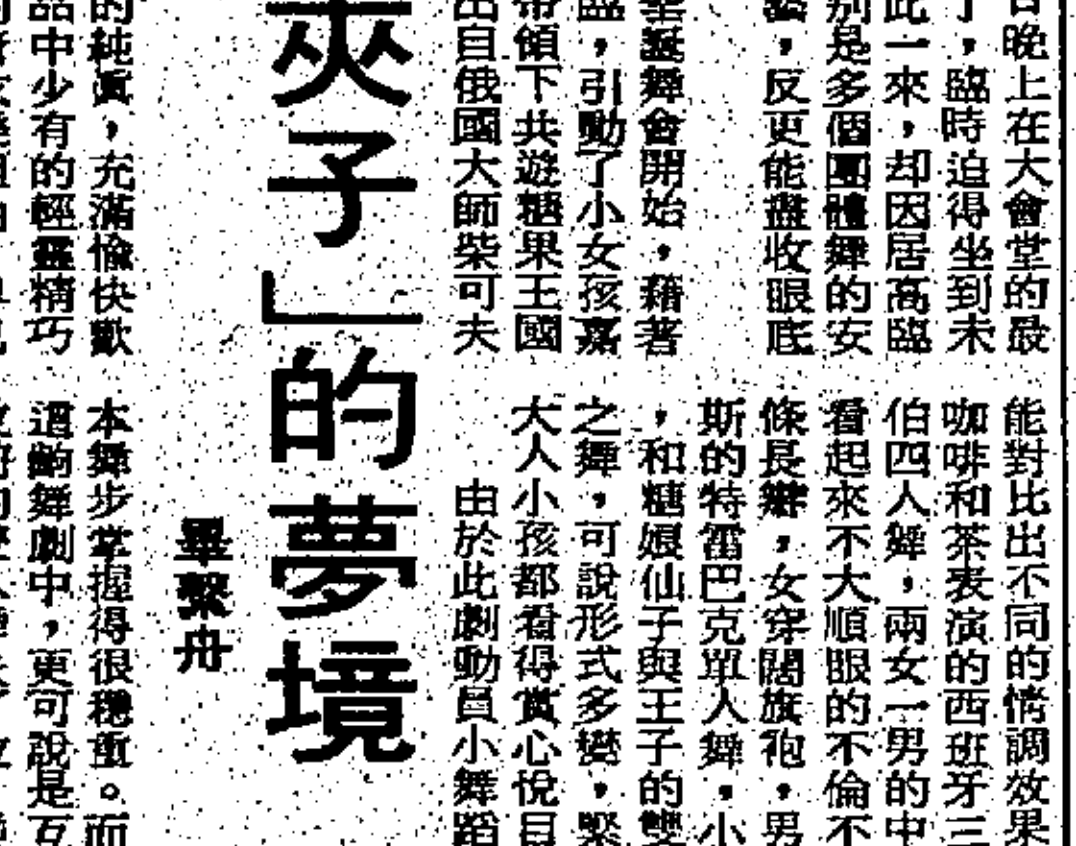 晚上在大會堂的最
了，臨時迫得坐到未
此一來，却因居高臨
別是多個團體舞的安
，反更能盡收眼底
聖誕舞會開始，藉著
臨，引動了小女孩嘉
帶領下共遊糖果王國
出自俄國大師柴可夫
能對比出不同的情調效果
咖啡和茶表演的西班牙三
伯四人舞，兩女一男的中
看起來不大順眼的不倫不
條長辮，女穿闊旗袍，男
斯的特雷巴克單人舞，小
，和糖娘仙子與王子的雙
之舞，可說形式多變，緊
大人小孩都看得賞心悅目
由於此劇動員小舞蹈
夾子」的夢境
畢繫舟
的純眞，充滿愉快歡
品中少有的輕靈精巧
本舞步掌握得很穩重。而
這齣舞劇中，更可說是互